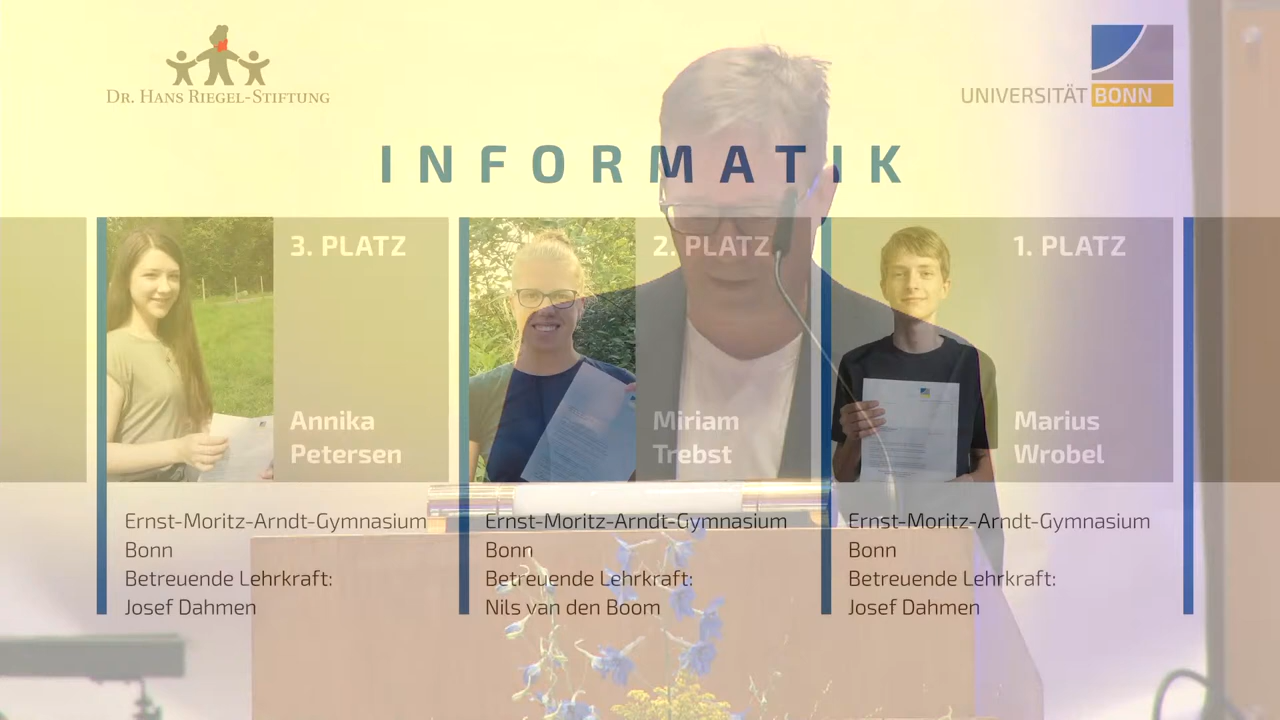 DR. HANS RIEGEL-STIFTUNG
UNIVERSITÄT BONN
INFORMATIK
3. PLATZ
Annika
Petersen
Ernst-Moritz-Arndt-Gymnasium
Bonn
Betreuende Lehrkraft:
Josef Dahmen
2. PLATZ
Miriam
Trebst
Ernst-Moritz-Arndt-Gymnasium
Bonn
Betreuende Lehrkraft:
Nils van den Boom
1. PLATZ
Marius
Wrobel
Ernst-Moritz-Arndt-Gymnasium
Bonn
Betreuende Lehrkraft:
Josef Dahmen